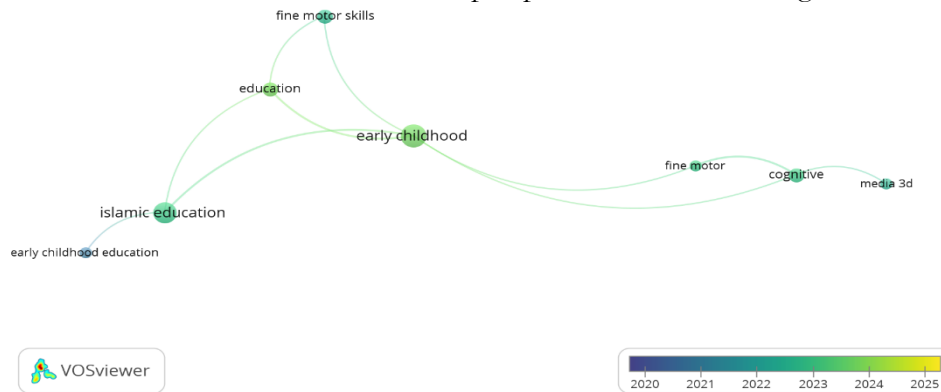 fine motor skills
education
early childhood
fine motor
cognitive
media 3d
islamic education
early childhood education
VOSviewer
2020 2021 2022 2023 2024 2025